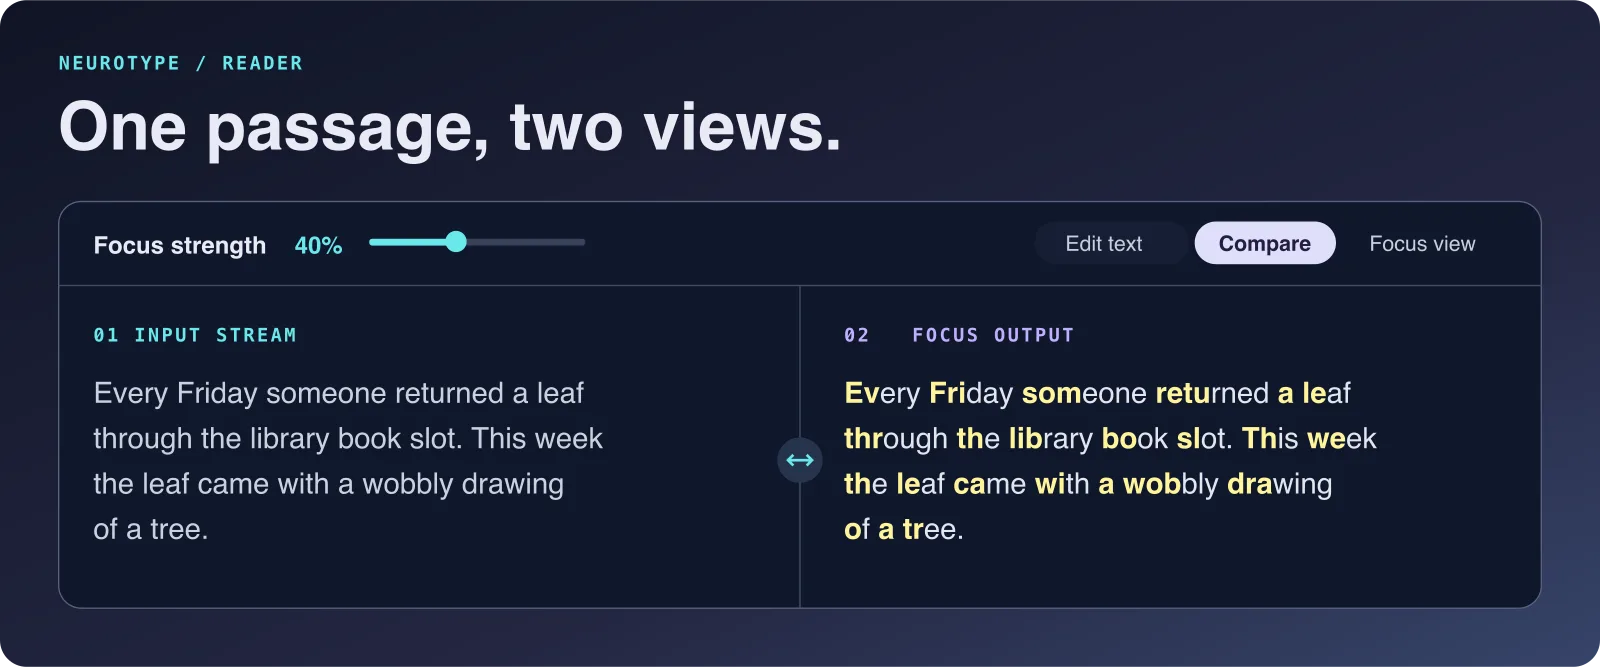 NEUROTYPE / READER
One passage, two views.
Focus strength 40%
Edit text
Compare
Focus view
01 INPUT STREAM
Every Friday someone returned a leaf
through the library book slot. This week
the leaf came with a wobbly drawing
of a tree.
02 FOCUS OUTPUT
Every Friday someone returned a leaf
through the library book slot. This week
the leaf came with a wobbly drawing
of a tree.